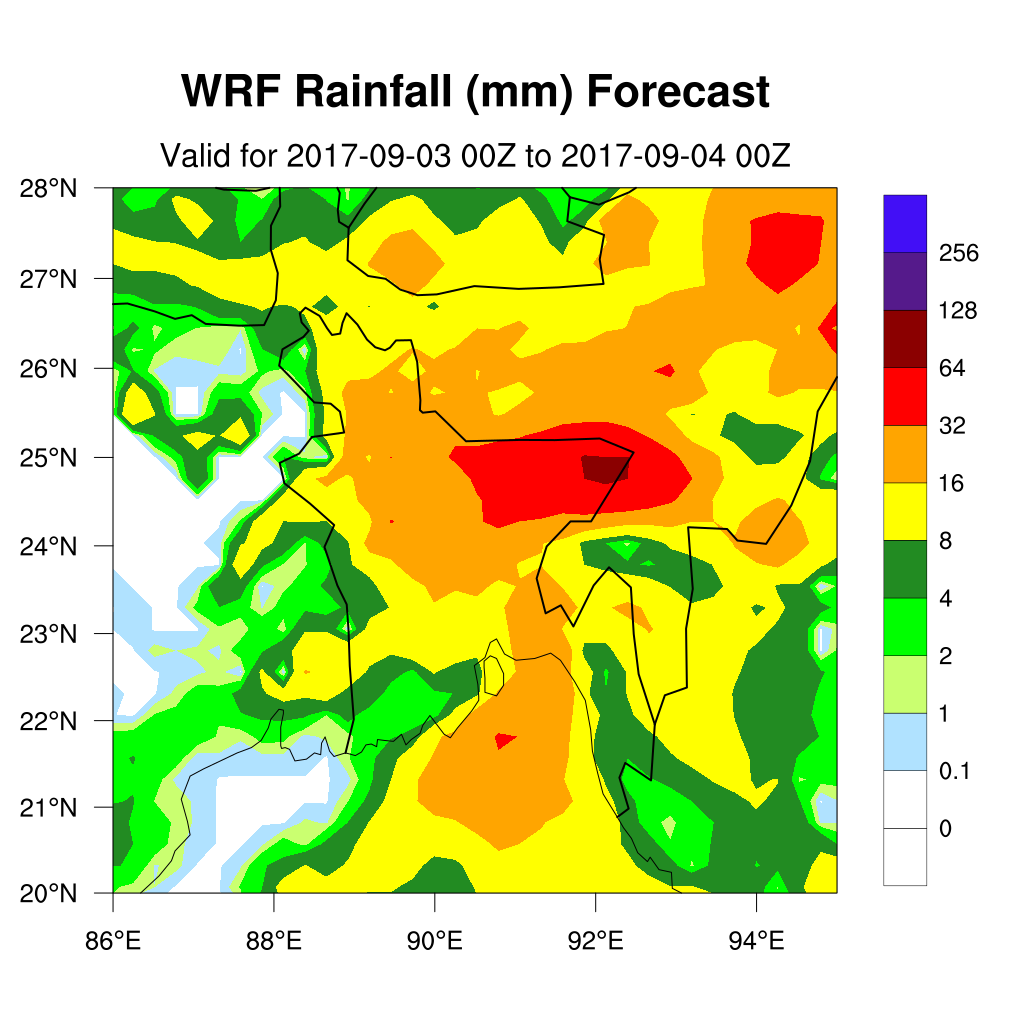 WRF Rainfall (mm) Forecast
Valid for 2017-09-03 00Z to 2017-09-04 00Z
28°N
27°N
26°N
25°N
24°N
23°N
22°N
21°N
20°N
86°E 88°E 90°E 92°E 94°E
256
128
64
32
16
8
4
2
1
0.1
0